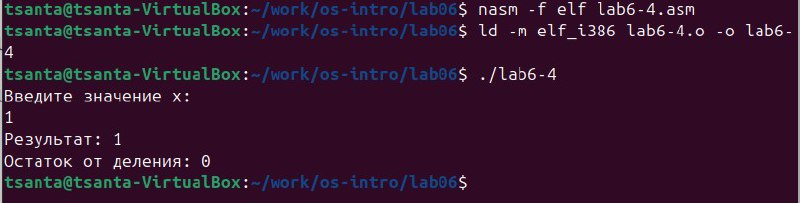 tsanta@tsanta-VirtualBox:~/work/os-intro/lab06$ nasm -f elf lab6-4.asm
tsanta@tsanta-VirtualBox:~/work/os-intro/lab06$ ld -m elf_i386 lab6-4.o -o lab6-
4
tsanta@tsanta-VirtualBox:~/work/os-intro/lab06$ ./lab6-4
Введите значение x:
1
Результат: 1
Остаток от деления: 0
tsanta@tsanta-VirtualBox:~/work/os-intro/lab06$